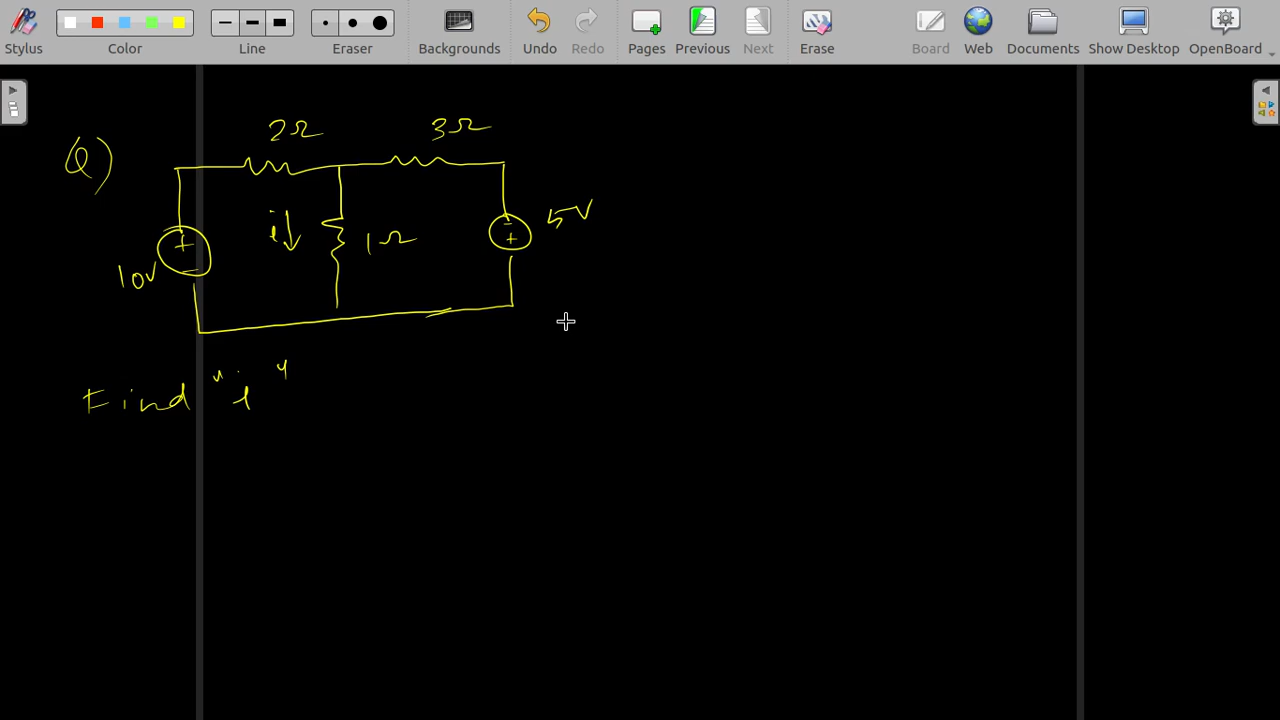 Stylus Color Line Eraser Backgrounds Undo Redo Pages Previous Next Erase Board Web Documents Show Desktop OpenBoard
2Ω 3Ω
Q)
i↓ 1Ω 5V
+ - + -
10V
Find "i"